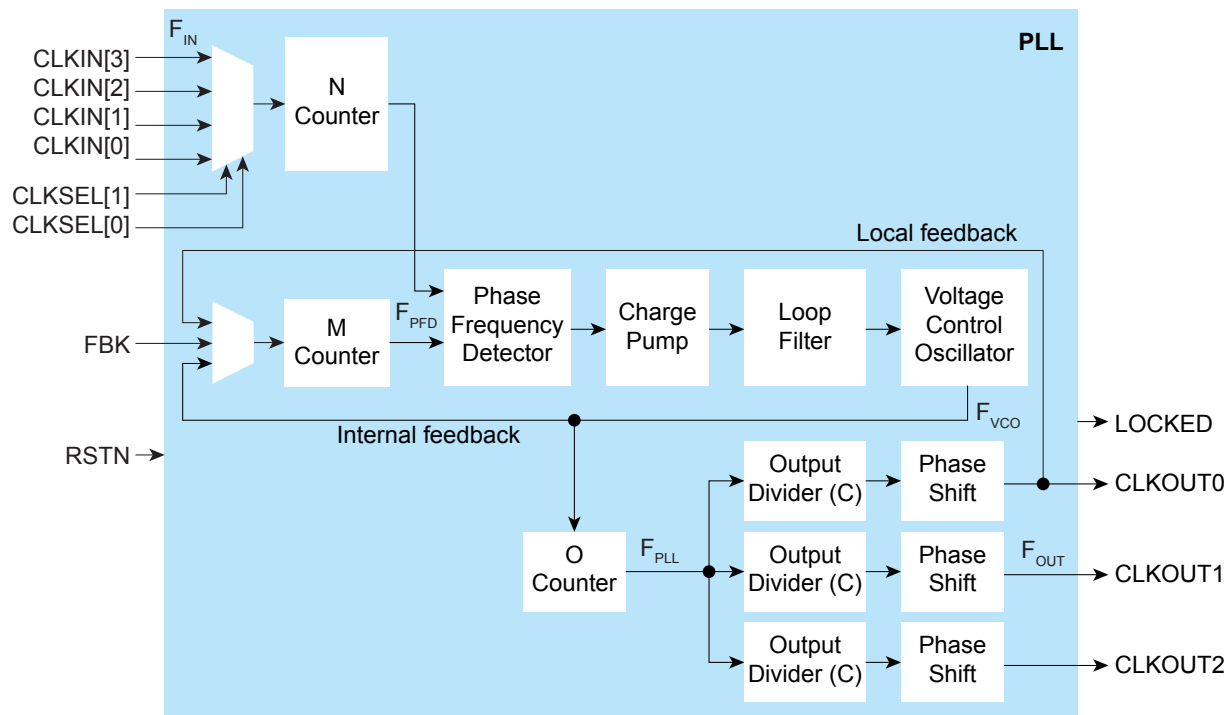 PLL
F_IN
CLKIN[3]
CLKIN[2]
CLKIN[1]
CLKIN[0]
CLKSEL[1]
CLKSEL[0]
N
Counter
Local feedback
FBK
M
Counter
F_PFD
Phase
Frequency
Detector
Charge
Pump
Loop
Filter
Voltage
Control
Oscillator
Internal feedback
F_VCO
RSTN
LOCKED
Output
Divider (C)
Phase
Shift
CLKOUT0
O
Counter
F_PLL
Output
Divider (C)
Phase
Shift
F_OUT
CLKOUT1
Output
Divider (C)
Phase
Shift
CLKOUT2